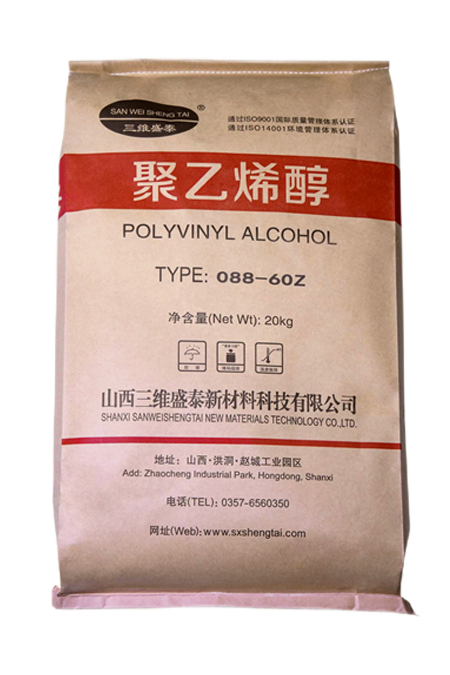 SAN WEI SHENG TAI
®
三维盛泰
通过ISO9001国际质量管理体系认证
通过ISO14001环境管理体系认证
聚乙烯醇
POLYVINYL ALCOHOL
TYPE: 088-60Z
净含量(Net Wt): 20kg
山西三维盛泰新材料科技有限公司
SHANXI SANWEISHENGTAI NEW MATERIALS TECHNOLOGY CO.,LTD.
地址: 山西·洪洞·赵城工业园区
Add: Zhaocheng Industrial Park, Hongdong, Shanxi
电话(TEL): 0357-6560350
网址(Web): www.sxshengtai.com